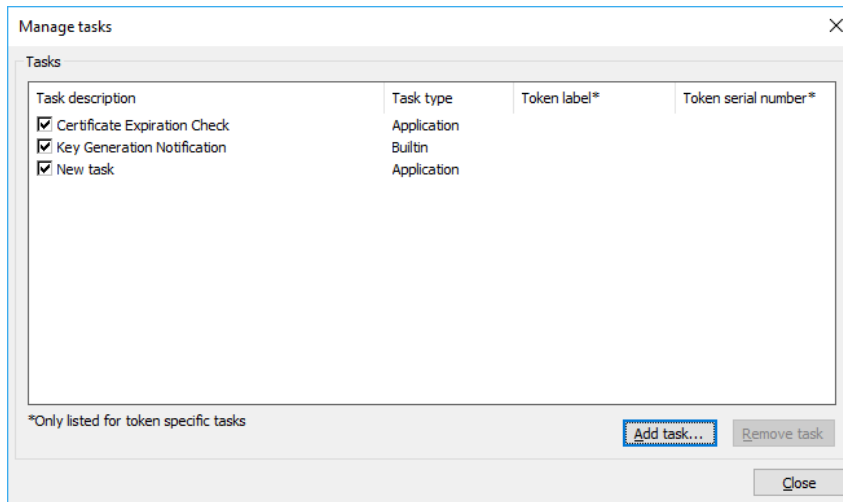 Manage tasks
Tasks
Task description Task type Token label* Token serial number*
Certificate Expiration Check Application
Key Generation Notification Builtin
New task Application
*Only listed for token specific tasks
Add task... Remove task
Close